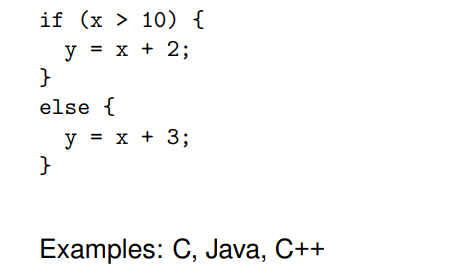 if (x > 10) {
  y = x + 2;
}
else {
  y = x + 3;
}
Examples: C, Java, C++